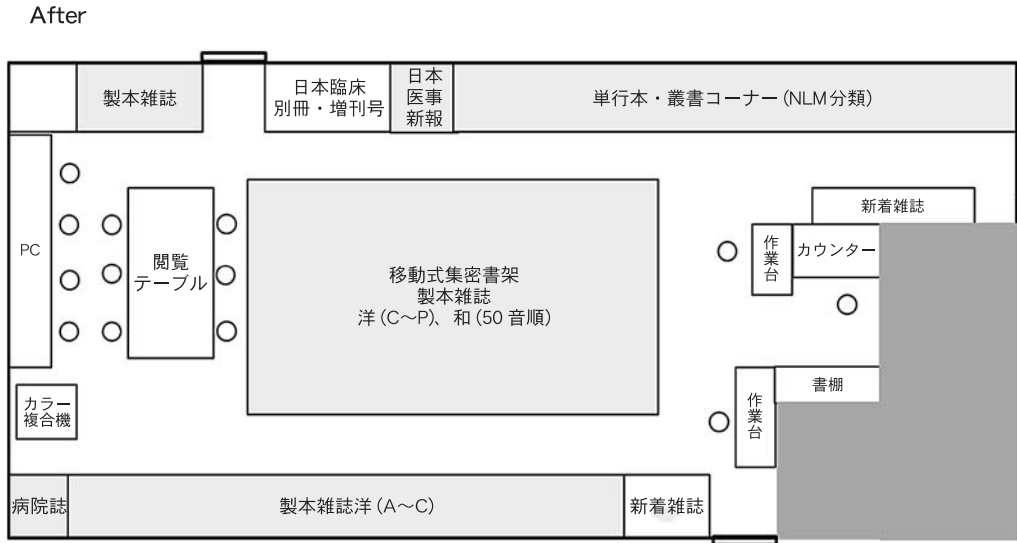 After
製本雑誌
日本臨床
別冊・増刊号
日本
医事
新報
単行本・叢書コーナー(NLM分類)
PC
閲覧
テーブル
移動式集密書架
製本雑誌
洋(C〜P)、和(50音順)
新着雑誌
作業台
カウンター
書棚
作業台
カラー
複合機
病院誌
製本雑誌洋(A〜C)
新着雑誌